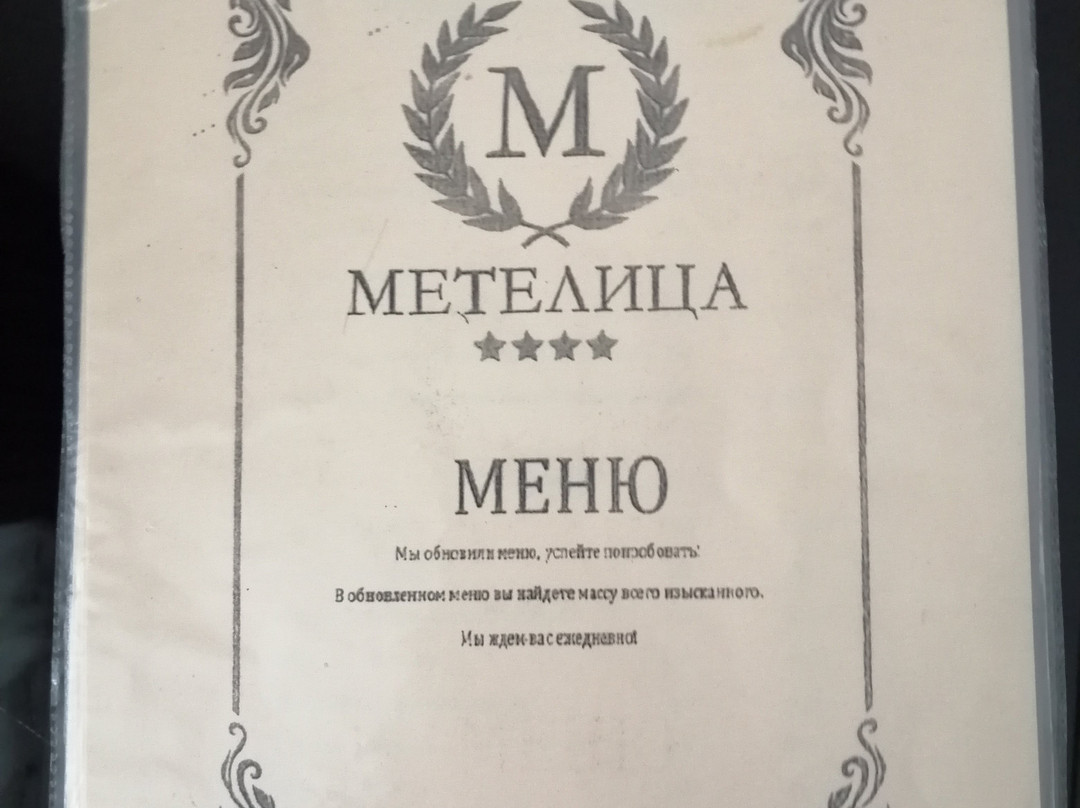 М
МЕТЕЛИЦА
МЕНЮ
Мы обновили меню, успейте попробовать!
В обновленном меню вы найдете массу всего изысканного.
Мы ждем вас ежедневно!